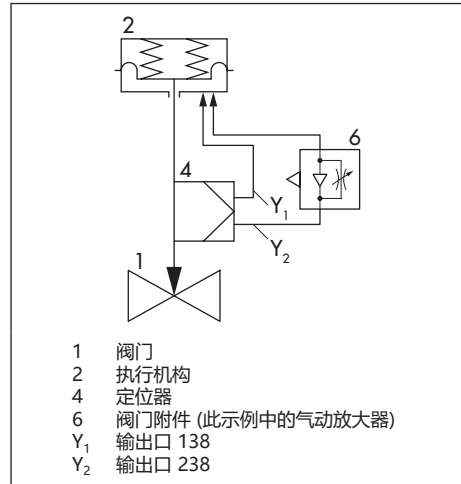 2
6
4
Y1
Y2
1
1 阀门
2 执行机构
4 定位器
6 阀门附件 (此示例中的气动放大器)
Y1 输出口 138
Y2 输出口 238